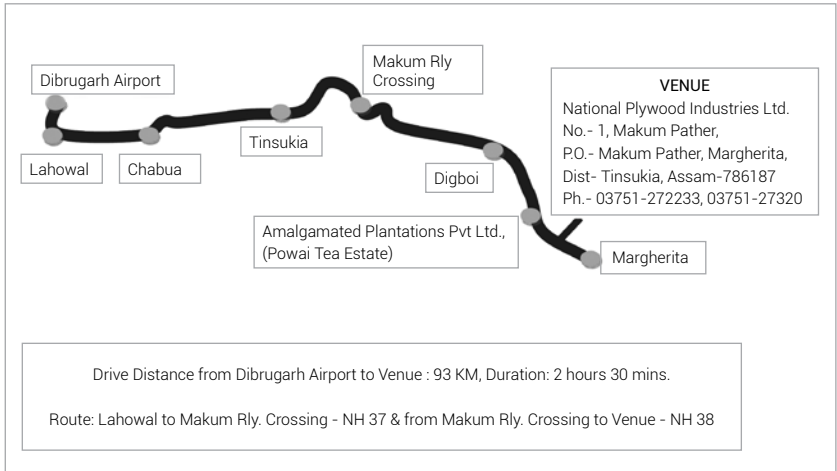 Dibrugarh Airport
Makum Rly
Crossing
VENUE
National Plywood Industries Ltd.
No.- 1, Makum Pather,
P.O.- Makum Pather, Margherita,
Dist- Tinsukia, Assam-786187
Ph.- 03751-272233, 03751-27320
Tinsukia
Lahowal
Chabua
Digboi
Amalgamated Plantations Pvt Ltd.,
(Powai Tea Estate)
Margherita
Drive Distance from Dibrugarh Airport to Venue : 93 KM, Duration: 2 hours 30 mins.
Route: Lahowal to Makum Rly. Crossing - NH 37 & from Makum Rly. Crossing to Venue - NH 38